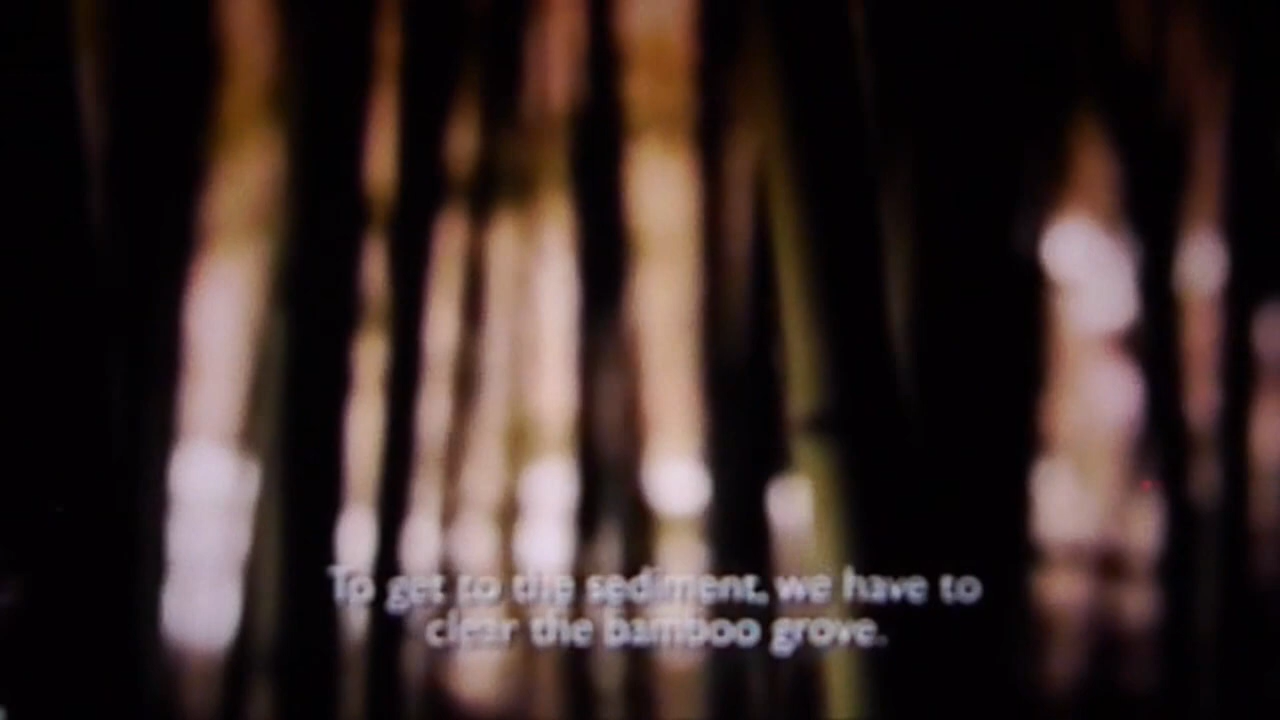 To get to the sediment, we have to
clear the bamboo grove.